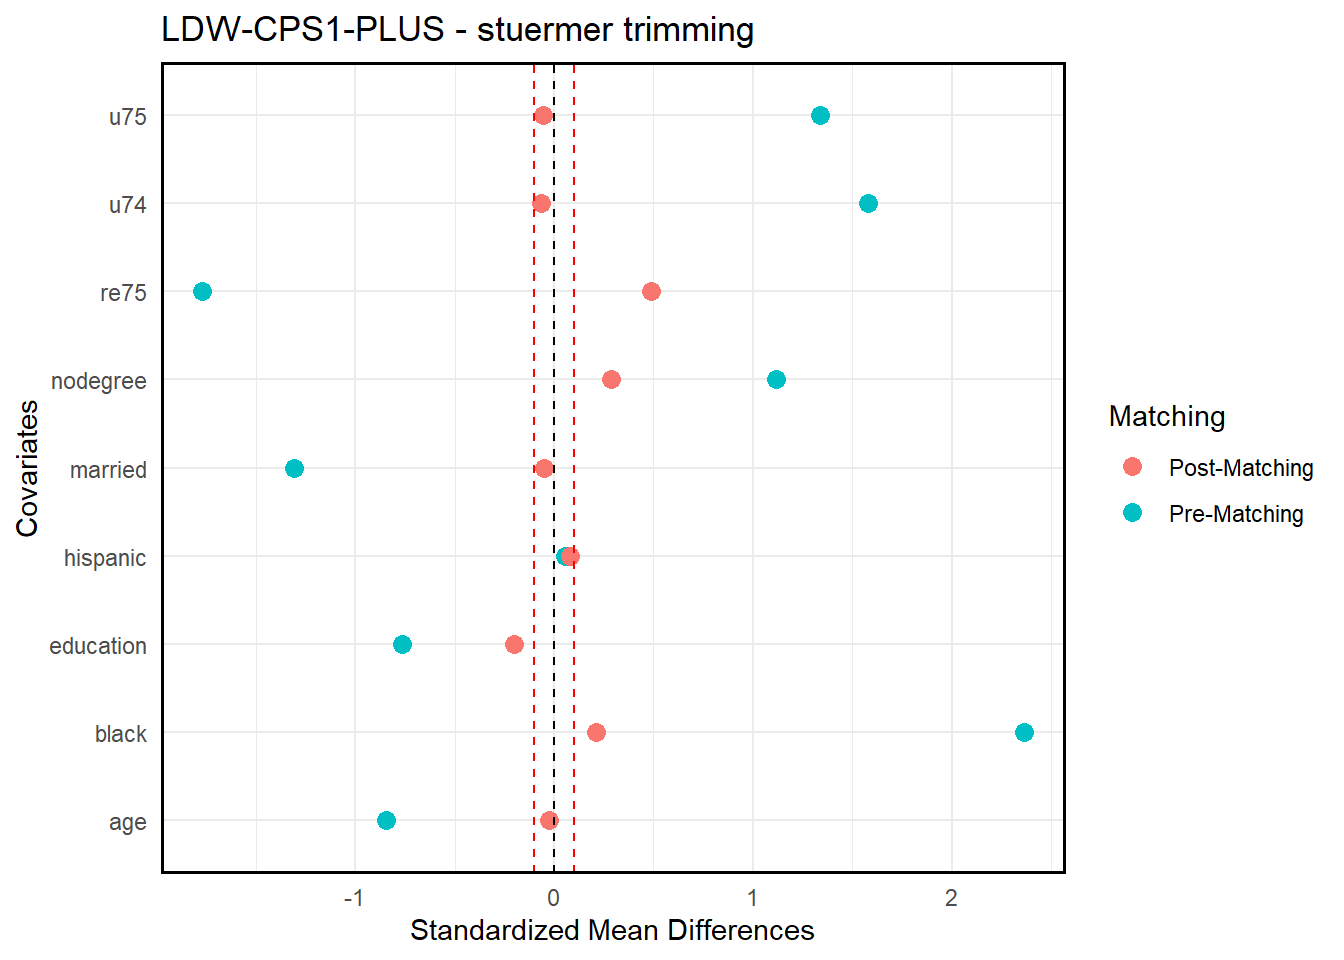 LDW-CPS1-PLUS - stuermer trimming
u75
u74
re75
nodegree
married
hispanic
education
black
age
Covariates
-1
0
1
2
Standardized Mean Differences
Matching
Post-Matching
Pre-Matching